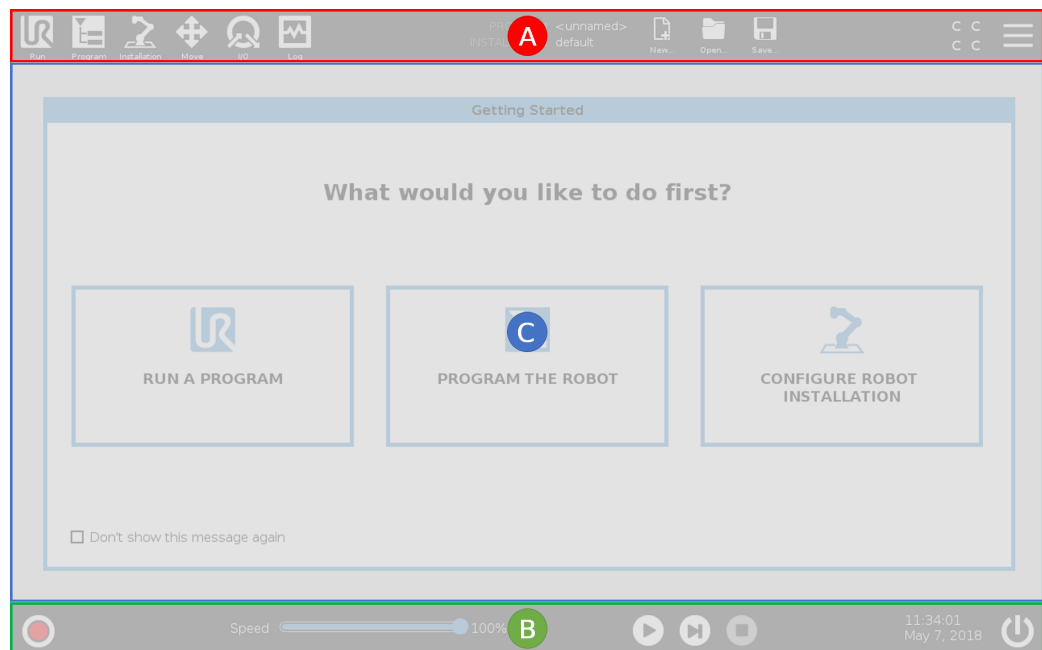 A
<unnamed>
default
C C
C C
Run
Program
Installation
Move
I/O
Log
New...
Open...
Save...
Getting Started
What would you like to do first?
C
RUN A PROGRAM
PROGRAM THE ROBOT
CONFIGURE ROBOT
INSTALLATION
Don't show this message again
Speed
100%
B
11:34:01
May 7, 2018